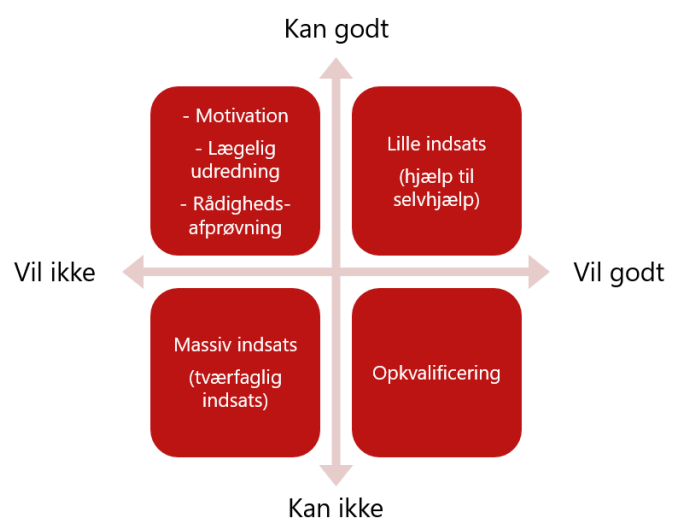 Kan godt
- Motivation
- Lægelig
udredning
- Rådigheds-
afprøvning
Lille indsats
(hjælp til
selvhjælp)
Vil ikke
Vil godt
Massiv indsats
(tværfaglig
indsats)
Opkvalificering
Kan ikke